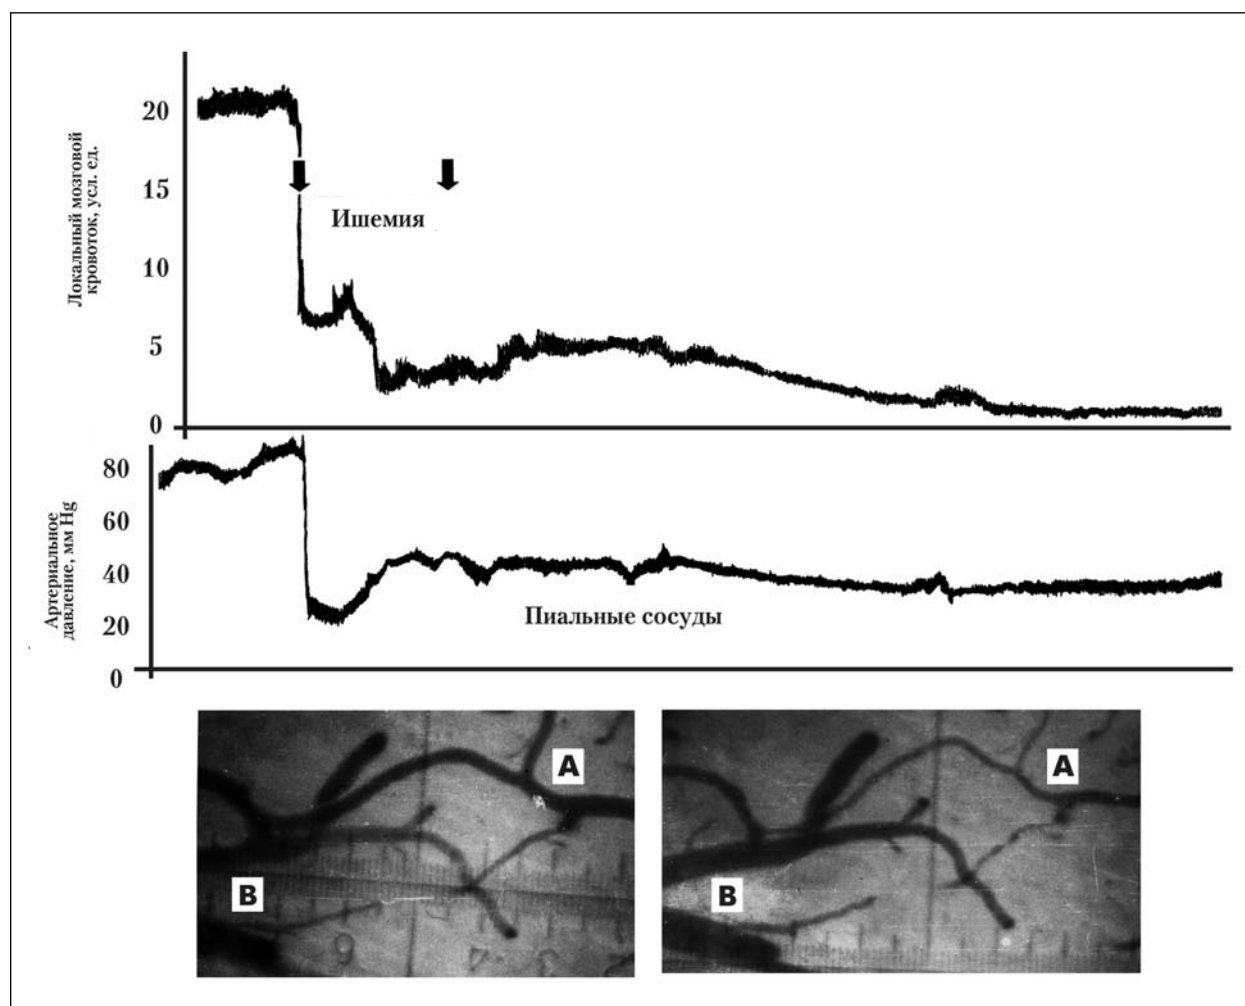 Локальный мозговой
кровоток, усл. ед.
20
15
10
5
0
Ишемия
Артериальное
давление, мм Hg
80
60
40
20
0
Пиальные сосуды
A
B
A
B